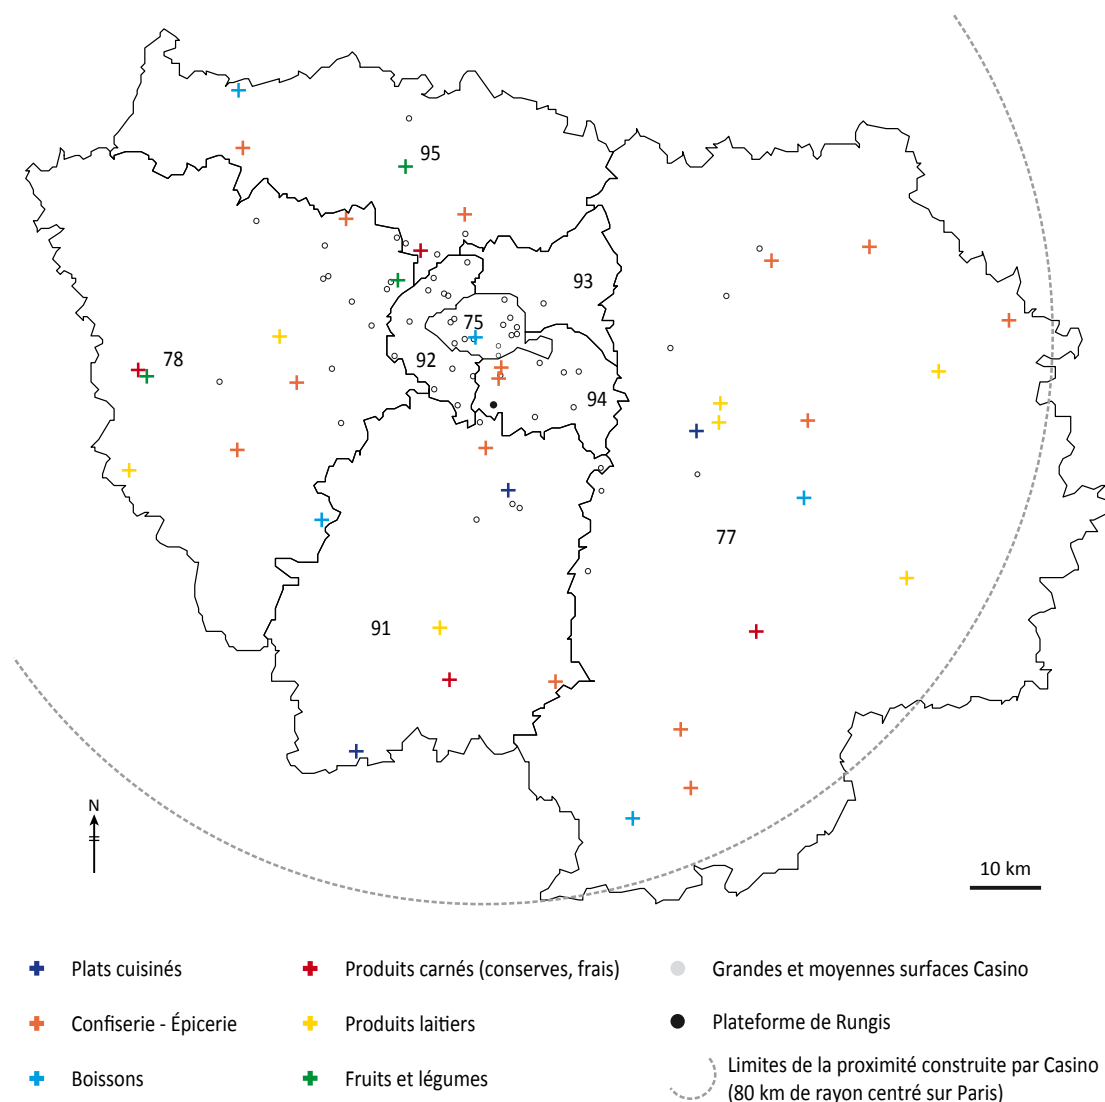 95
93
75
78
92
94
77
91
N
10 km
Plats cuisinés
Produits carnés (conserves, frais)
Grandes et moyennes surfaces Casino
Confiserie - Épicerie
Produits laitiers
Plateforme de Rungis
Boissons
Fruits et légumes
Limites de la proximité construite par Casino
(80 km de rayon centré sur Paris)